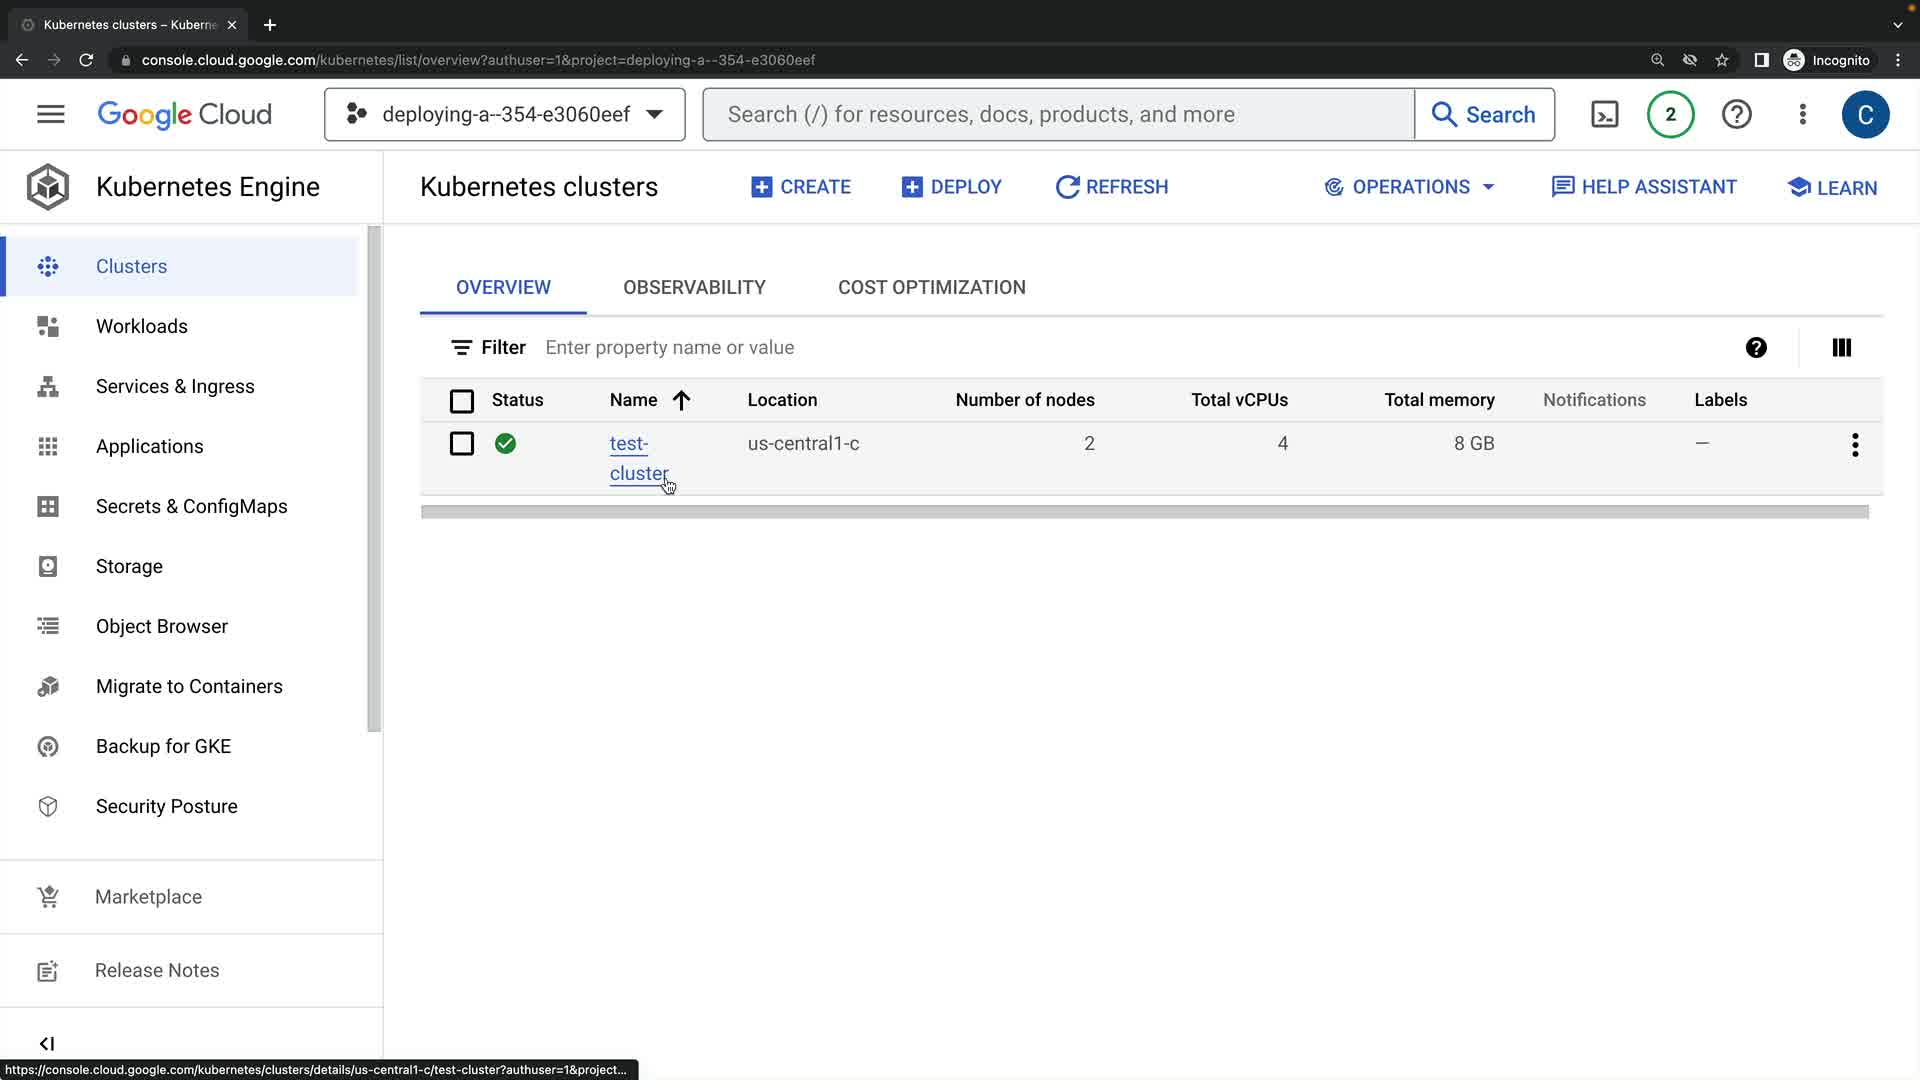 Kubernetes clusters – Kuberne
console.cloud.google.com/kubernetes/list/overview?authuser=1&project=deploying-a--354-e3060eef
Incognito
Google Cloud
deploying-a--354-e3060eef
Search (/) for resources, docs, products, and more
Search
2
C
Kubernetes Engine
Kubernetes clusters
CREATE
DEPLOY
REFRESH
OPERATIONS
HELP ASSISTANT
LEARN
Clusters
Workloads
Services & Ingress
Applications
Secrets & ConfigMaps
Storage
Object Browser
Migrate to Containers
Backup for GKE
Security Posture
Marketplace
Release Notes
OVERVIEW
OBSERVABILITY
COST OPTIMIZATION
Filter Enter property name or value
Status Name Location Number of nodes Total vCPUs Total memory Notifications Labels
test-
cluster
us-central1-c 2 4 8 GB —
https://console.cloud.google.com/kubernetes/clusters/details/us-central1-c/test-cluster?authuser=1&project...